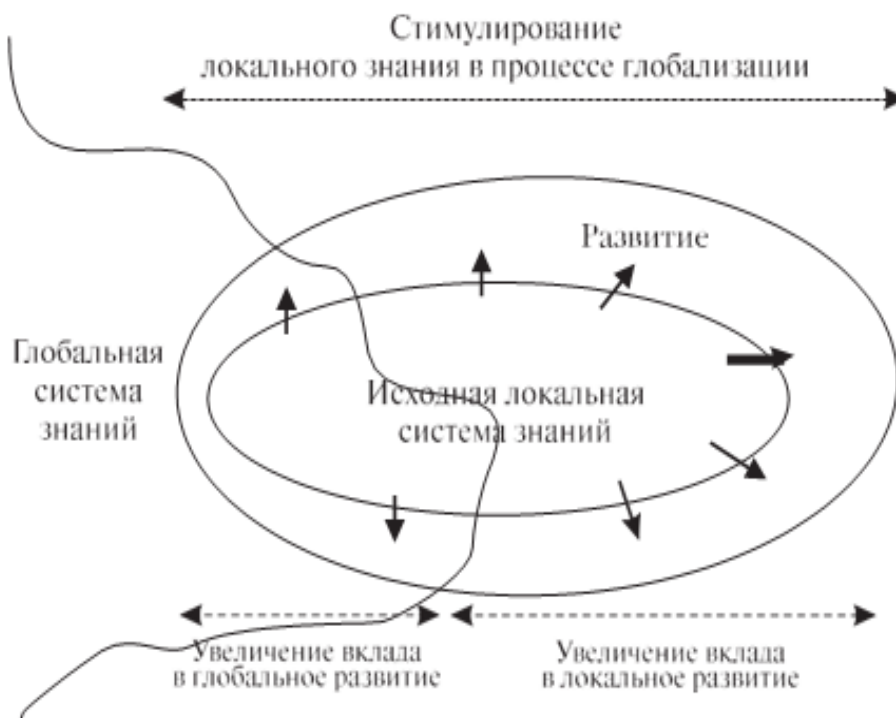 Стимулирование
локального знания в процессе глобализации
Развитие
Глобальная
система
знаний
Исходная локальная
система знаний
Увеличение вклада
в глобальное развитие
Увеличение вклада
в локальное развитие